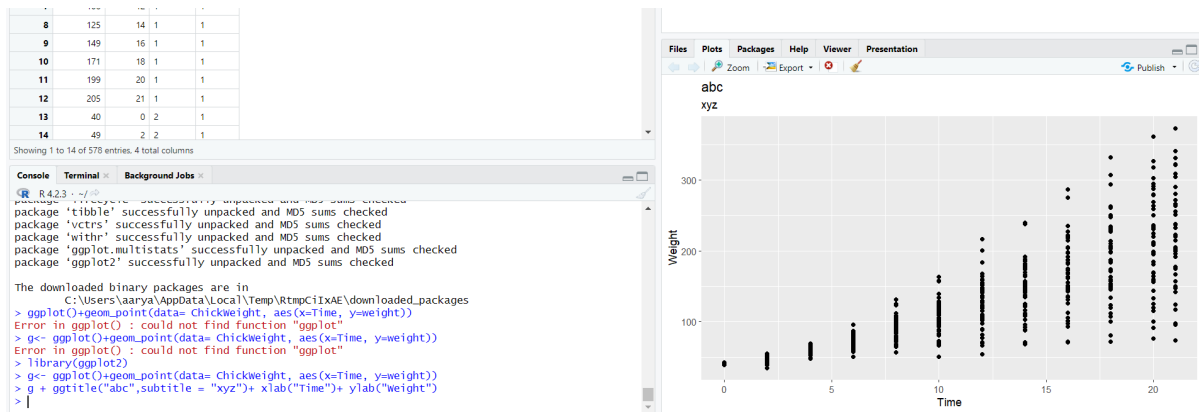 8 125 14 1 1
9 149 16 1 1
10 171 18 1 1
11 199 20 1 1
12 205 21 1 1
13 40 0 2 1
14 49 2 2 1
Showing 1 to 14 of 578 entries, 4 total columns
Console Terminal Background Jobs
R 4.2.3 · ~/
package ‘tibble’ successfully unpacked and MD5 sums checked
package ‘vctrs’ successfully unpacked and MD5 sums checked
package ‘withr’ successfully unpacked and MD5 sums checked
package ‘ggplot.multistats’ successfully unpacked and MD5 sums checked
package ‘ggplot2’ successfully unpacked and MD5 sums checked
The downloaded binary packages are in
C:\Users\aarya\AppData\Local\Temp\RtmpCiIxAE\downloaded_packages
> ggplot()+geom_point(data= ChickWeight, aes(x=Time, y=weight))
Error in ggplot() : could not find function "ggplot"
> g<- ggplot()+geom_point(data= ChickWeight, aes(x=Time, y=weight))
Error in ggplot() : could not find function "ggplot"
> library(ggplot2)
> g<- ggplot()+geom_point(data= ChickWeight, aes(x=Time, y=weight))
> g + ggtitle("abc",subtitle = "xyz")+ xlab("Time")+ ylab("Weight")
>
Files Plots Packages Help Viewer Presentation
Zoom Export Publish
abc
xyz
300
200
100
Weight
0 5 10 15 20
Time